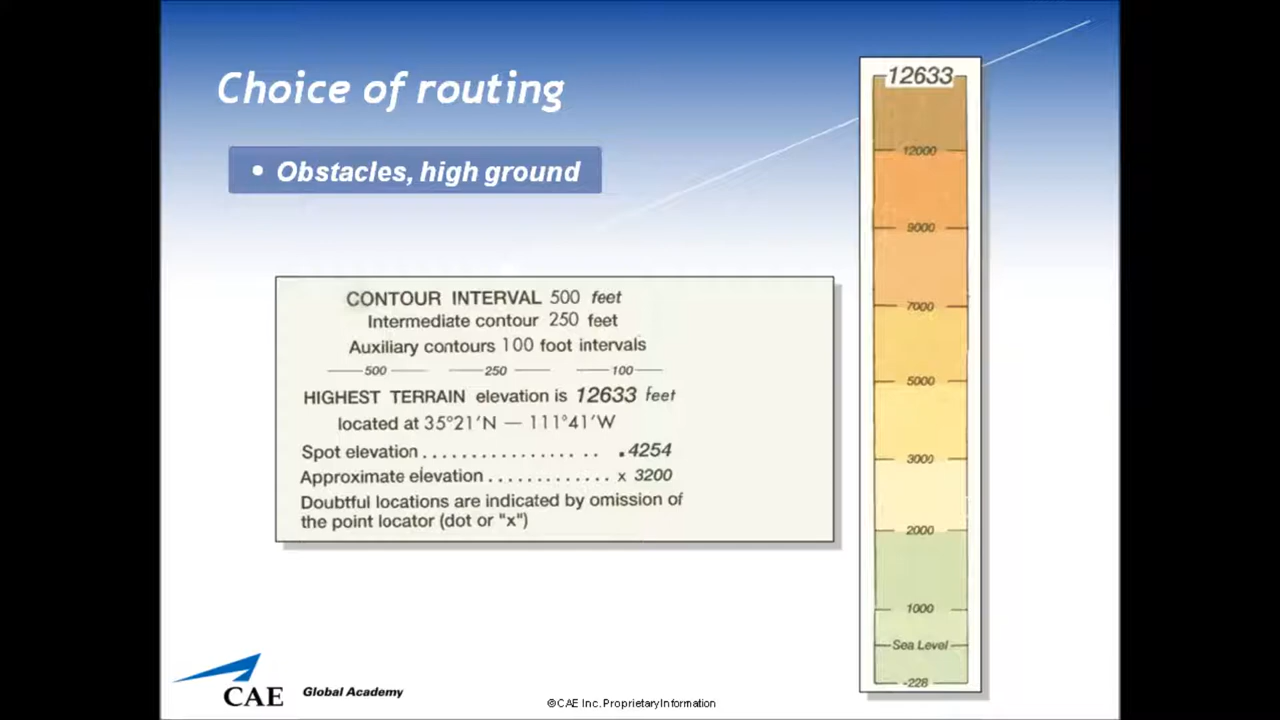 Choice of routing
• Obstacles, high ground
CONTOUR INTERVAL 500 feet
Intermediate contour 250 feet
Auxiliary contours 100 foot intervals
500 250 100
HIGHEST TERRAIN elevation is 12633 feet
located at 35°21'N — 111°41'W
Spot elevation . . . . . . . . . . . . . . . . . . .4254
Approximate elevation . . . . . . . . . . . . . x 3200
Doubtful locations are indicated by omission of
the point locator (dot or "x")
12633
12000
9000
7000
5000
3000
2000
1000
Sea Level
-228
CAE Global Academy
©CAE Inc. Proprietary Information